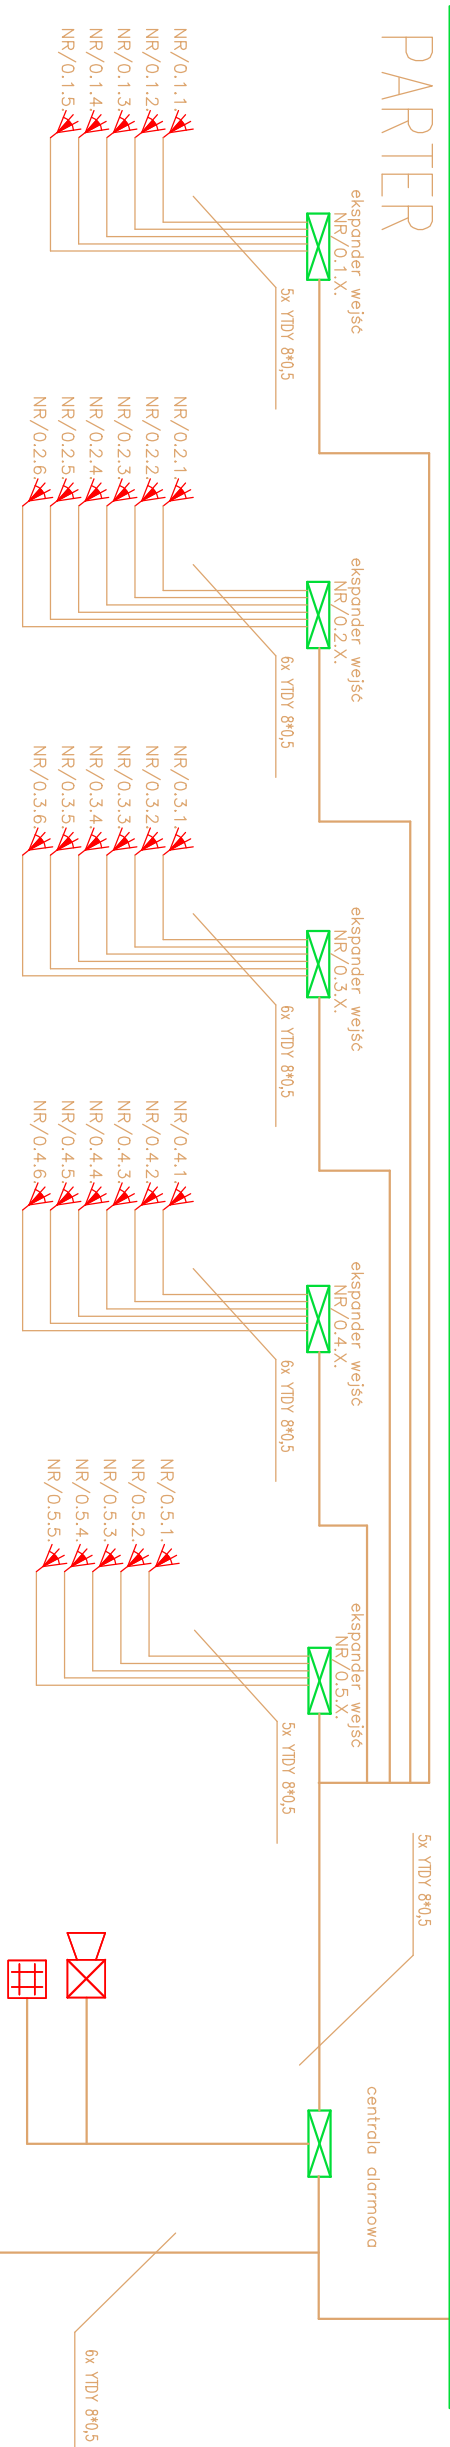 PARTER
ekspander wejść
NR/0.1.X.
5x YTDY 8*0,5
NR/0.1.1.
NR/0.1.2.
NR/0.1.3.
NR/0.1.4.
NR/0.1.5.
ekspander wejść
NR/0.2.X.
6x YTDY 8*0,5
NR/0.2.1.
NR/0.2.2.
NR/0.2.3.
NR/0.2.4.
NR/0.2.5.
NR/0.2.6.
ekspander wejść
NR/0.3.X.
6x YTDY 8*0,5
NR/0.3.1.
NR/0.3.2.
NR/0.3.3.
NR/0.3.4.
NR/0.3.5.
NR/0.3.6.
ekspander wejść
NR/0.4.X.
6x YTDY 8*0,5
NR/0.4.1.
NR/0.4.2.
NR/0.4.3.
NR/0.4.4.
NR/0.4.5.
NR/0.4.6.
ekspander wejść
NR/0.5.X.
5x YTDY 8*0,5
NR/0.5.1.
NR/0.5.2.
NR/0.5.3.
NR/0.5.4.
NR/0.5.5.
5x YTDY 8*0,5
centrala alarmowa
6x YTDY 8*0,5